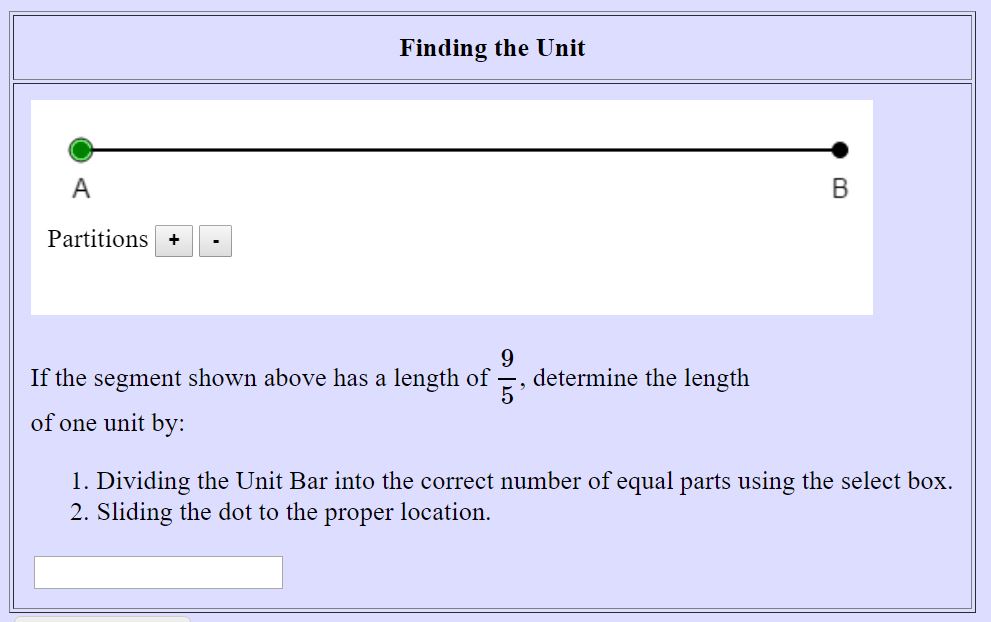 Finding the Unit
A B
Partitions + -
If the segment shown above has a length of 9/5, determine the length
of one unit by:
1. Dividing the Unit Bar into the correct number of equal parts using the select box.
2. Sliding the dot to the proper location.